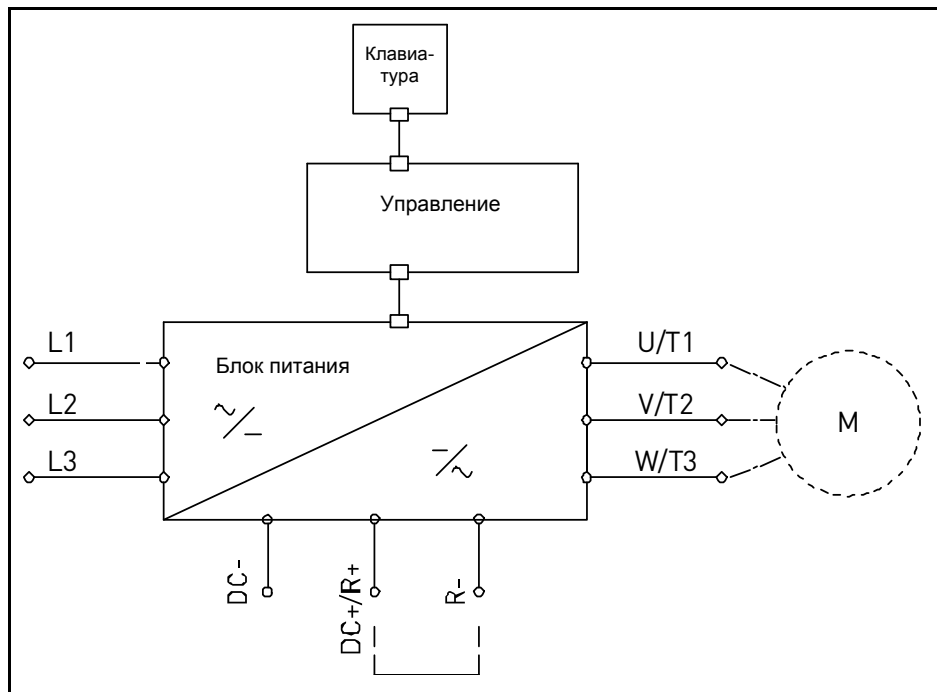 Клавиа-
тура
Управление
Блок питания
L1
L2
L3
U/T1
V/T2
W/T3
M
DC-
DC+/R+
R-